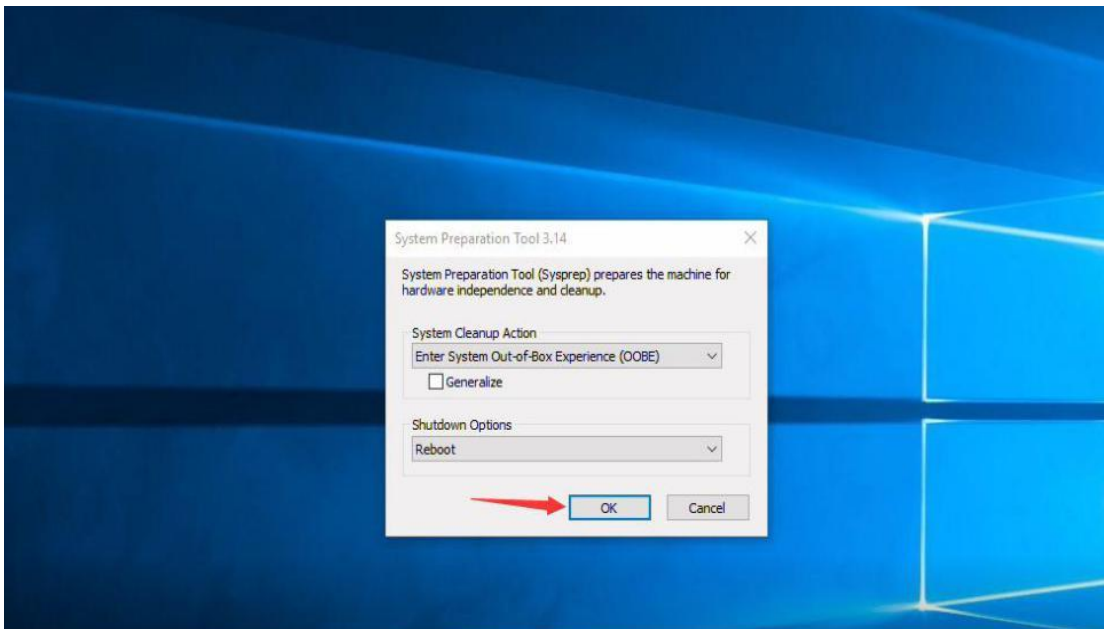 System Preparation Tool 3.14
System Preparation Tool (Sysprep) prepares the machine for
hardware independence and cleanup.
System Cleanup Action
Enter System Out-of-Box Experience (OOBE)
Generalize
Shutdown Options
Reboot
OK Cancel